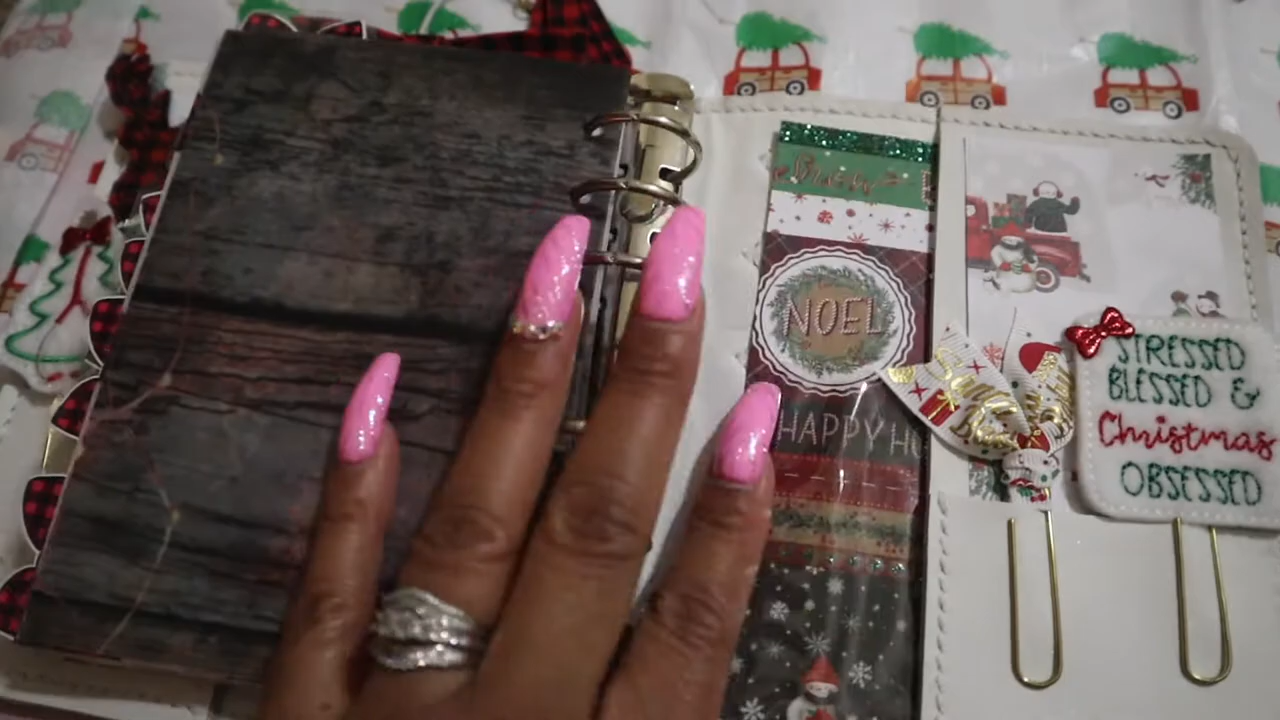 NOEL
HAPPY HO
STRESSED
BLESSED &
Christmas
OBSESSED